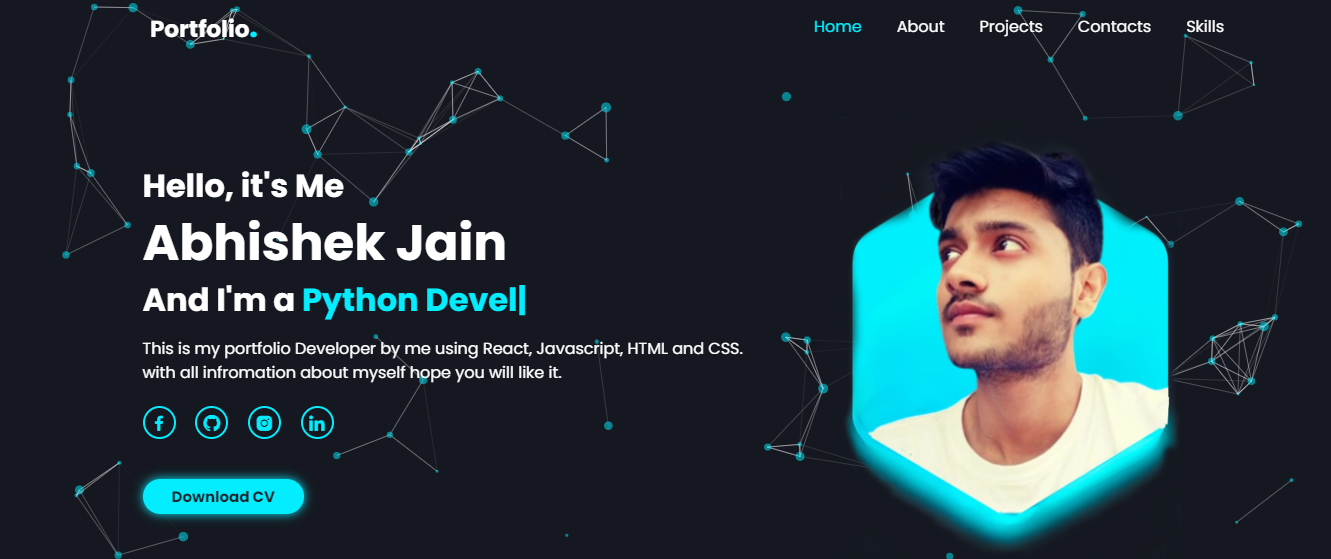 Portfolio.
Home About Projects Contacts Skills
Hello, it's Me
Abhishek Jain
And I'm a Python Devel|
This is my portfolio Developer by me using React, Javascript, HTML and CSS.
with all infromation about myself hope you will like it.
Download CV